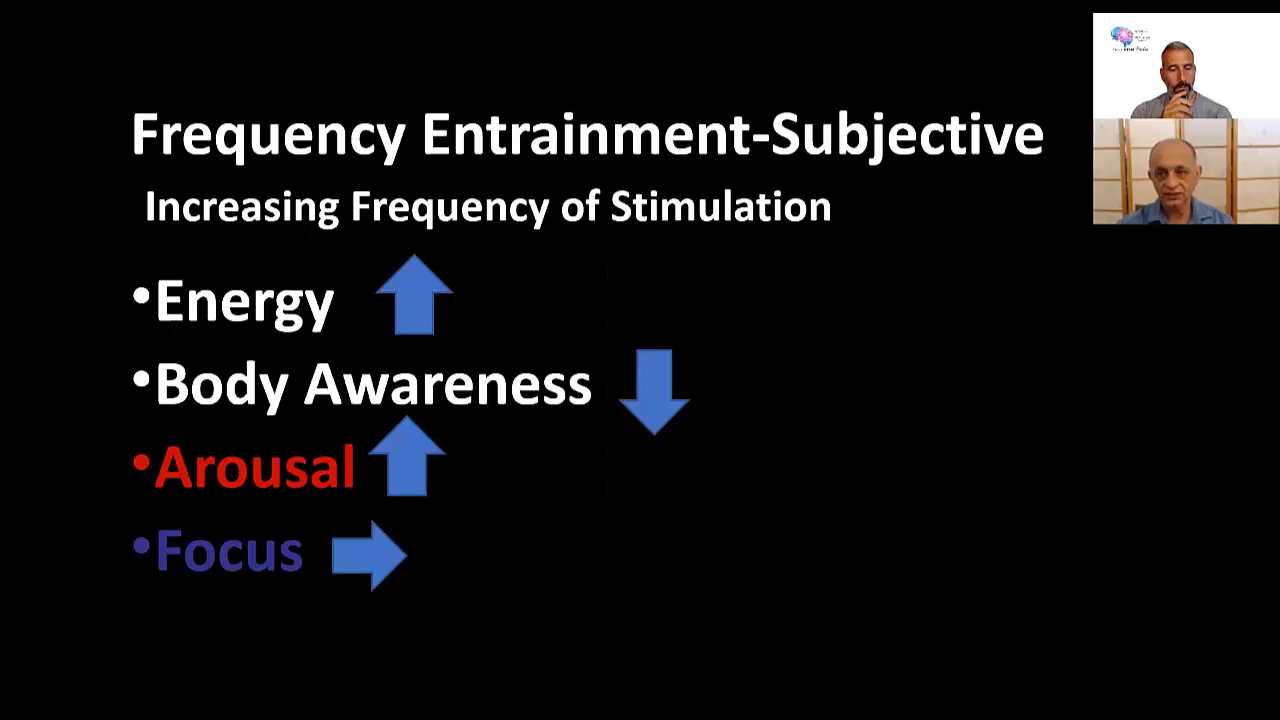 Frequency Entrainment-Subjective
Increasing Frequency of Stimulation
•Energy
•Body Awareness
•Arousal
•Focus